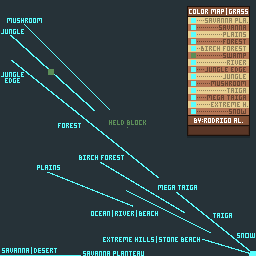 COLOR MAP|GRASS
SAVANNA PLA.
SAVANNA
PLAINS
FOREST
BIRCH FOREST
SWAMP
RIVER
JUNGLE EDGE
JUNGLE
MUSHROOM
TAIGA
MEGA TAIGA
EXTREME H.
SNOW
BY:RODRIGO AL.
MUSHROOM
JUNGLE
JUNGLE
EDGE
HELD BLOCK
FOREST
BIRCH FOREST
PLAINS
MEGA TAIGA
OCEAN|RIVER|BEACH
TAIGA
EXTREME HILLS|STONE BEACH
SNOW
SAVANNA|DESERT
SAVANNA PLANTEAU